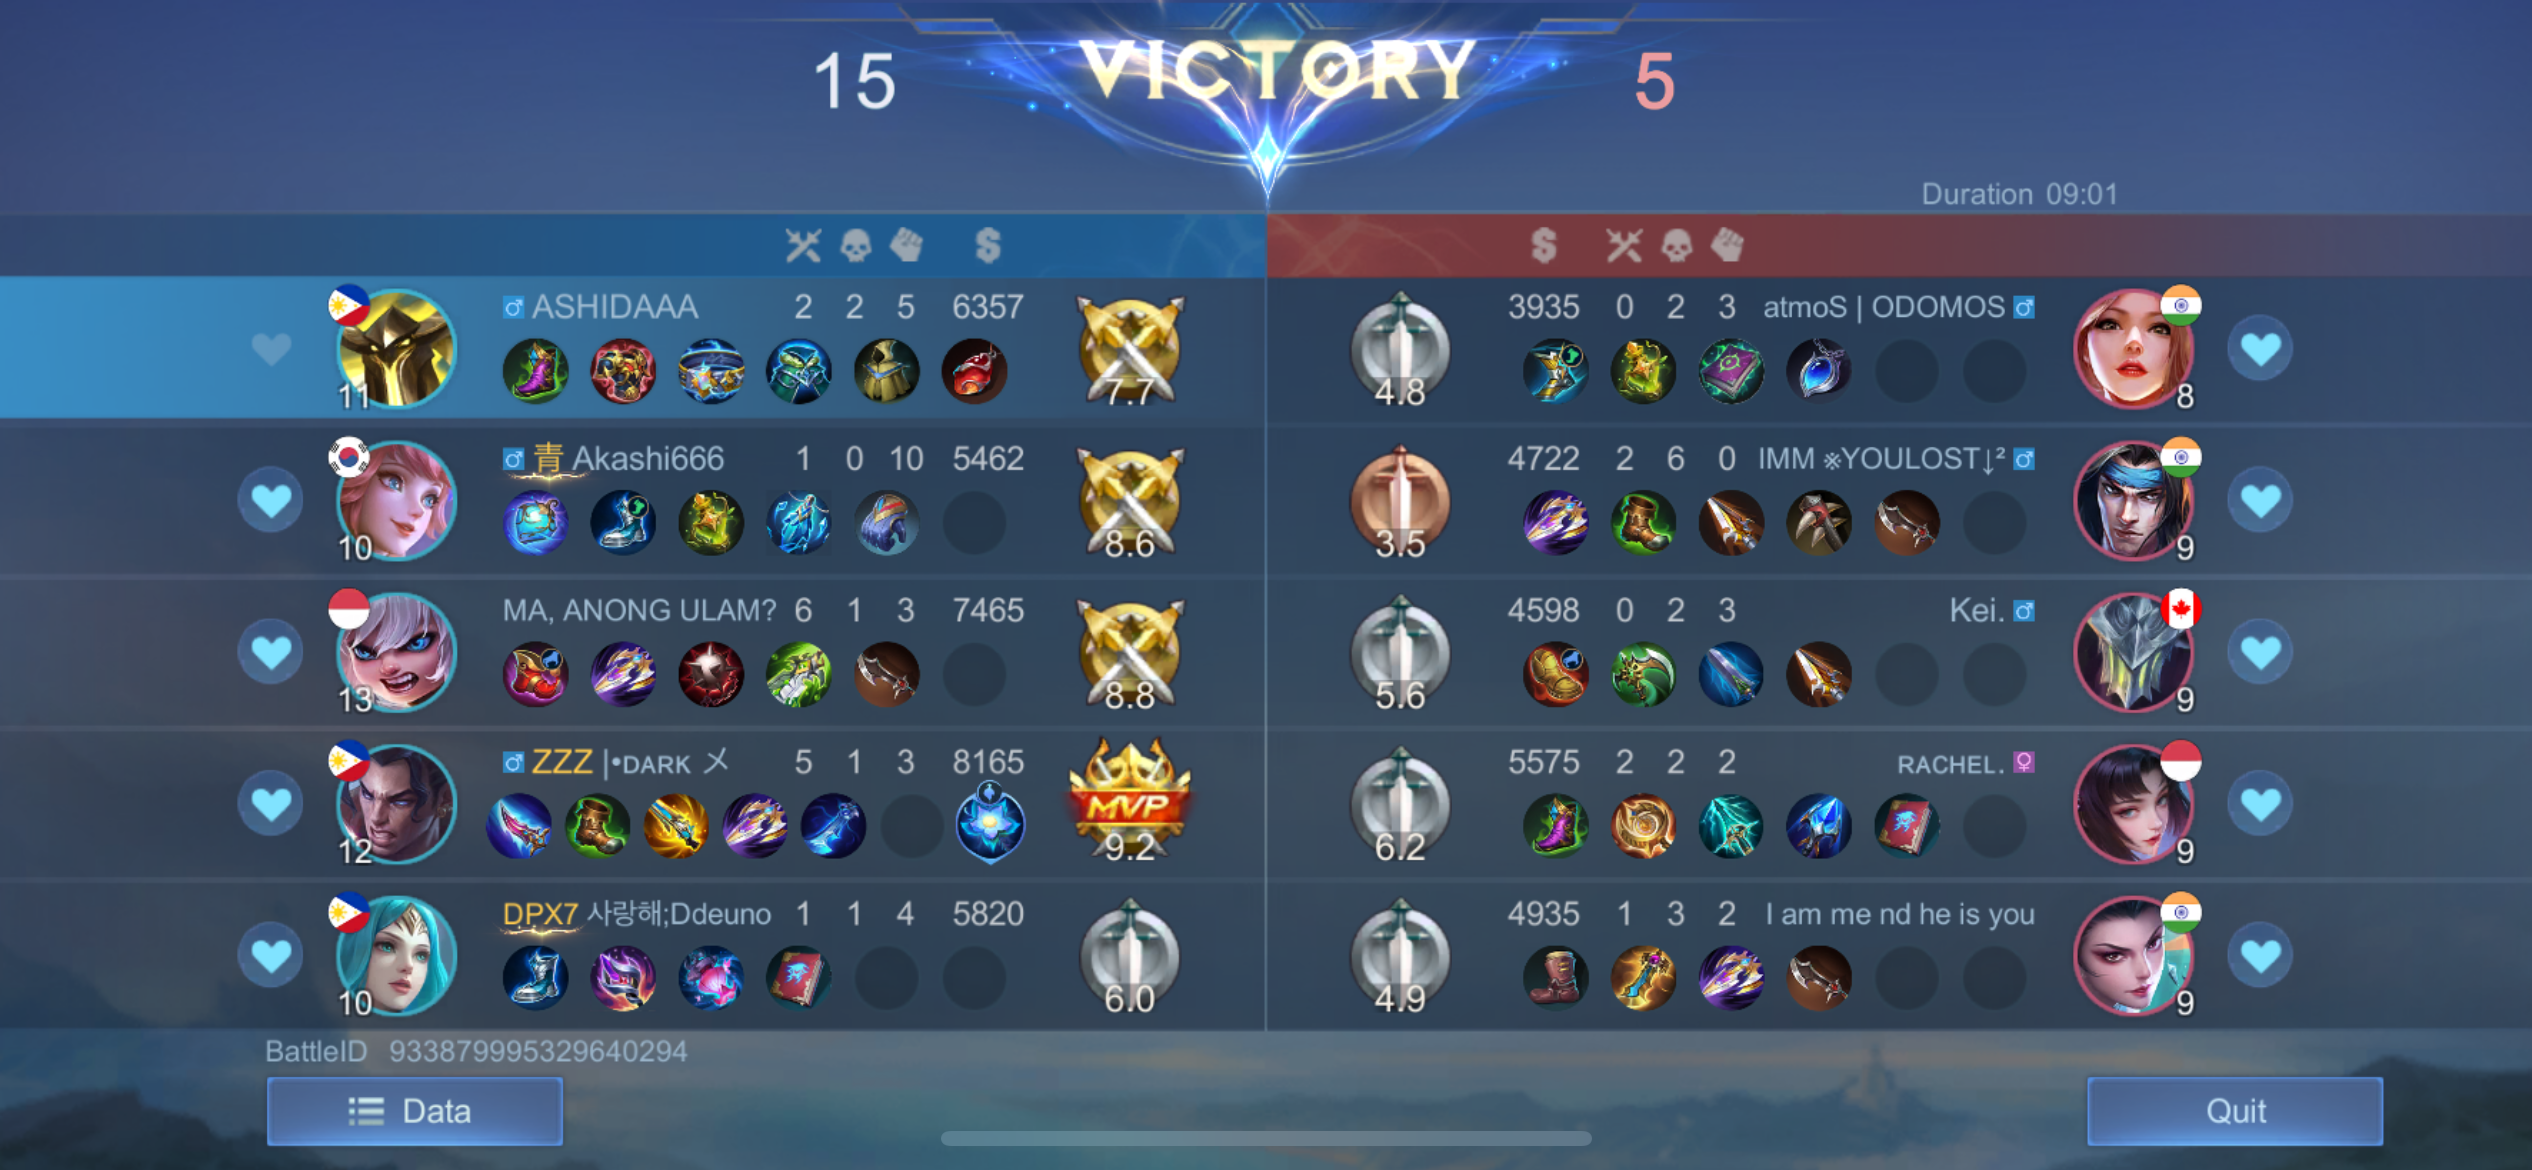 15 VICTORY 5
Duration 09:01
ASHIDAAA 2 2 5 6357
11 7.7
3935 0 2 3 atmoS | ODOMOS
4.8 8
青 Akashi666 1 0 10 5462
10 8.6
4722 2 6 0 IMM ※YOULOST↓²
3.5 9
MA, ANONG ULAM? 6 1 3 7465
13 8.8
4598 0 2 3 Kei.
5.6 9
ZZZ |•DARK メ 5 1 3 8165
12 MVP 9.2
5575 2 2 2 RACHEL.
6.2 9
DPX7 사랑해;Ddeuno 1 1 4 5820
10 6.0
4935 1 3 2 I am me nd he is you
4.9 9
BattleID 933879995329640294
Data
Quit